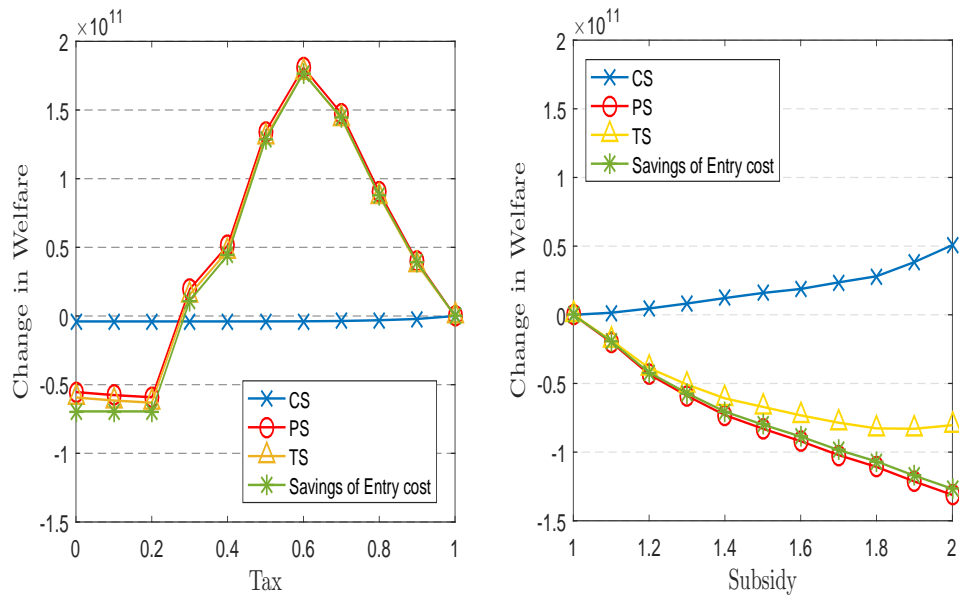 ×10^11
2
1.5
1
0.5
0
-0.5
-1
-1.5
Change in Welfare
CS
PS
TS
Savings of Entry cost
0 0.2 0.4 0.6 0.8 1
Tax
×10^11
2
1.5
1
0.5
0
-0.5
-1
-1.5
Change in Welfare
CS
PS
TS
Savings of Entry cost
1 1.2 1.4 1.6 1.8 2
Subsidy